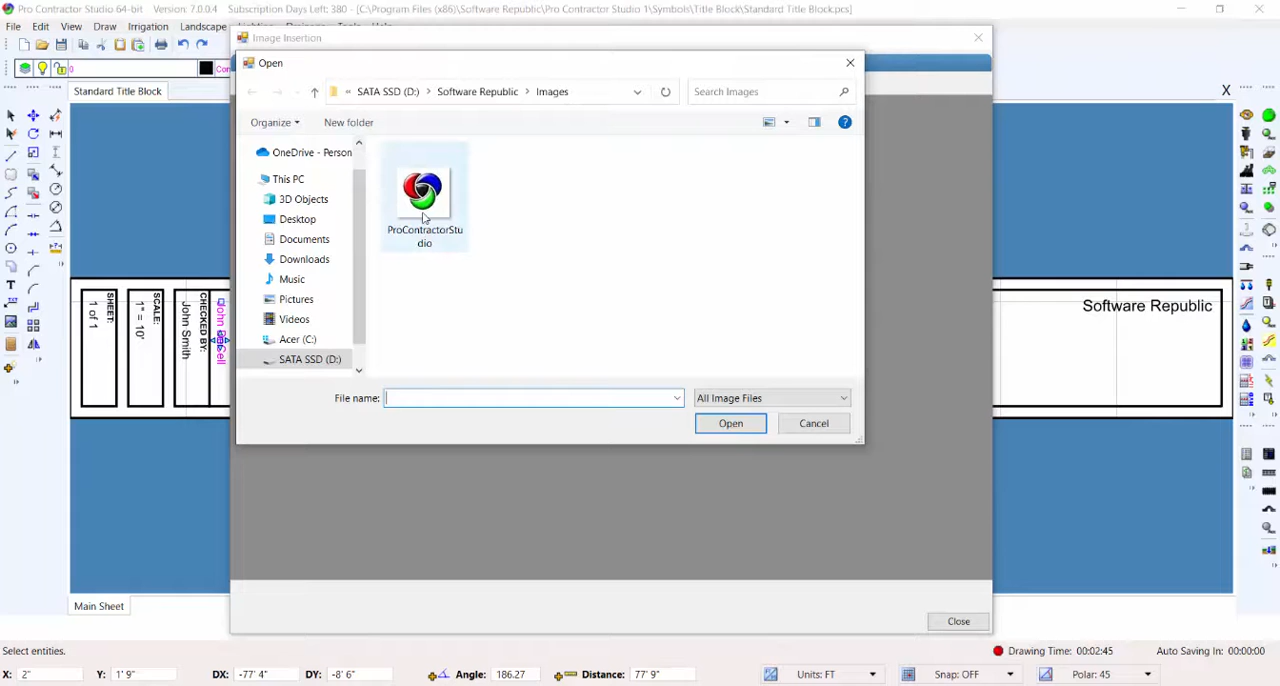 Pro Contractor Studio 64-bit Version: 7.0.0.4 Subscription Days Left: 380 - [C:\Program Files (x86)\Software Republic\Pro Contractor Studio 1\Symbols\Title Block\Standard Title Block.pcs]
File Edit View Draw Irrigation Landscape
Image Insertion
Open
0
Standard Title Block
« SATA SSD (D:) > Software Republic > Images
Search Images
X
Organize
New folder
OneDrive - Person
This PC
3D Objects
Desktop
Documents
Downloads
Music
Pictures
Videos
Acer (C:)
SATA SSD (D:)
ProContractorStu
dio
File name:
All Image Files
Open
Cancel
SHEET:
1 of 1
SCALE:
1" = 10'
CHECKED BY:
John Smith
Software Republic
Close
Main Sheet
Select entities.
Drawing Time: 00:02:45
Auto Saving In: 00:00:00
X: 2"
Y: 1' 9"
DX: -77' 4"
DY: -8'. 6"
Angle: 186.27
Distance: 77' 9"
Units: FT
Snap: OFF
Polar: 45